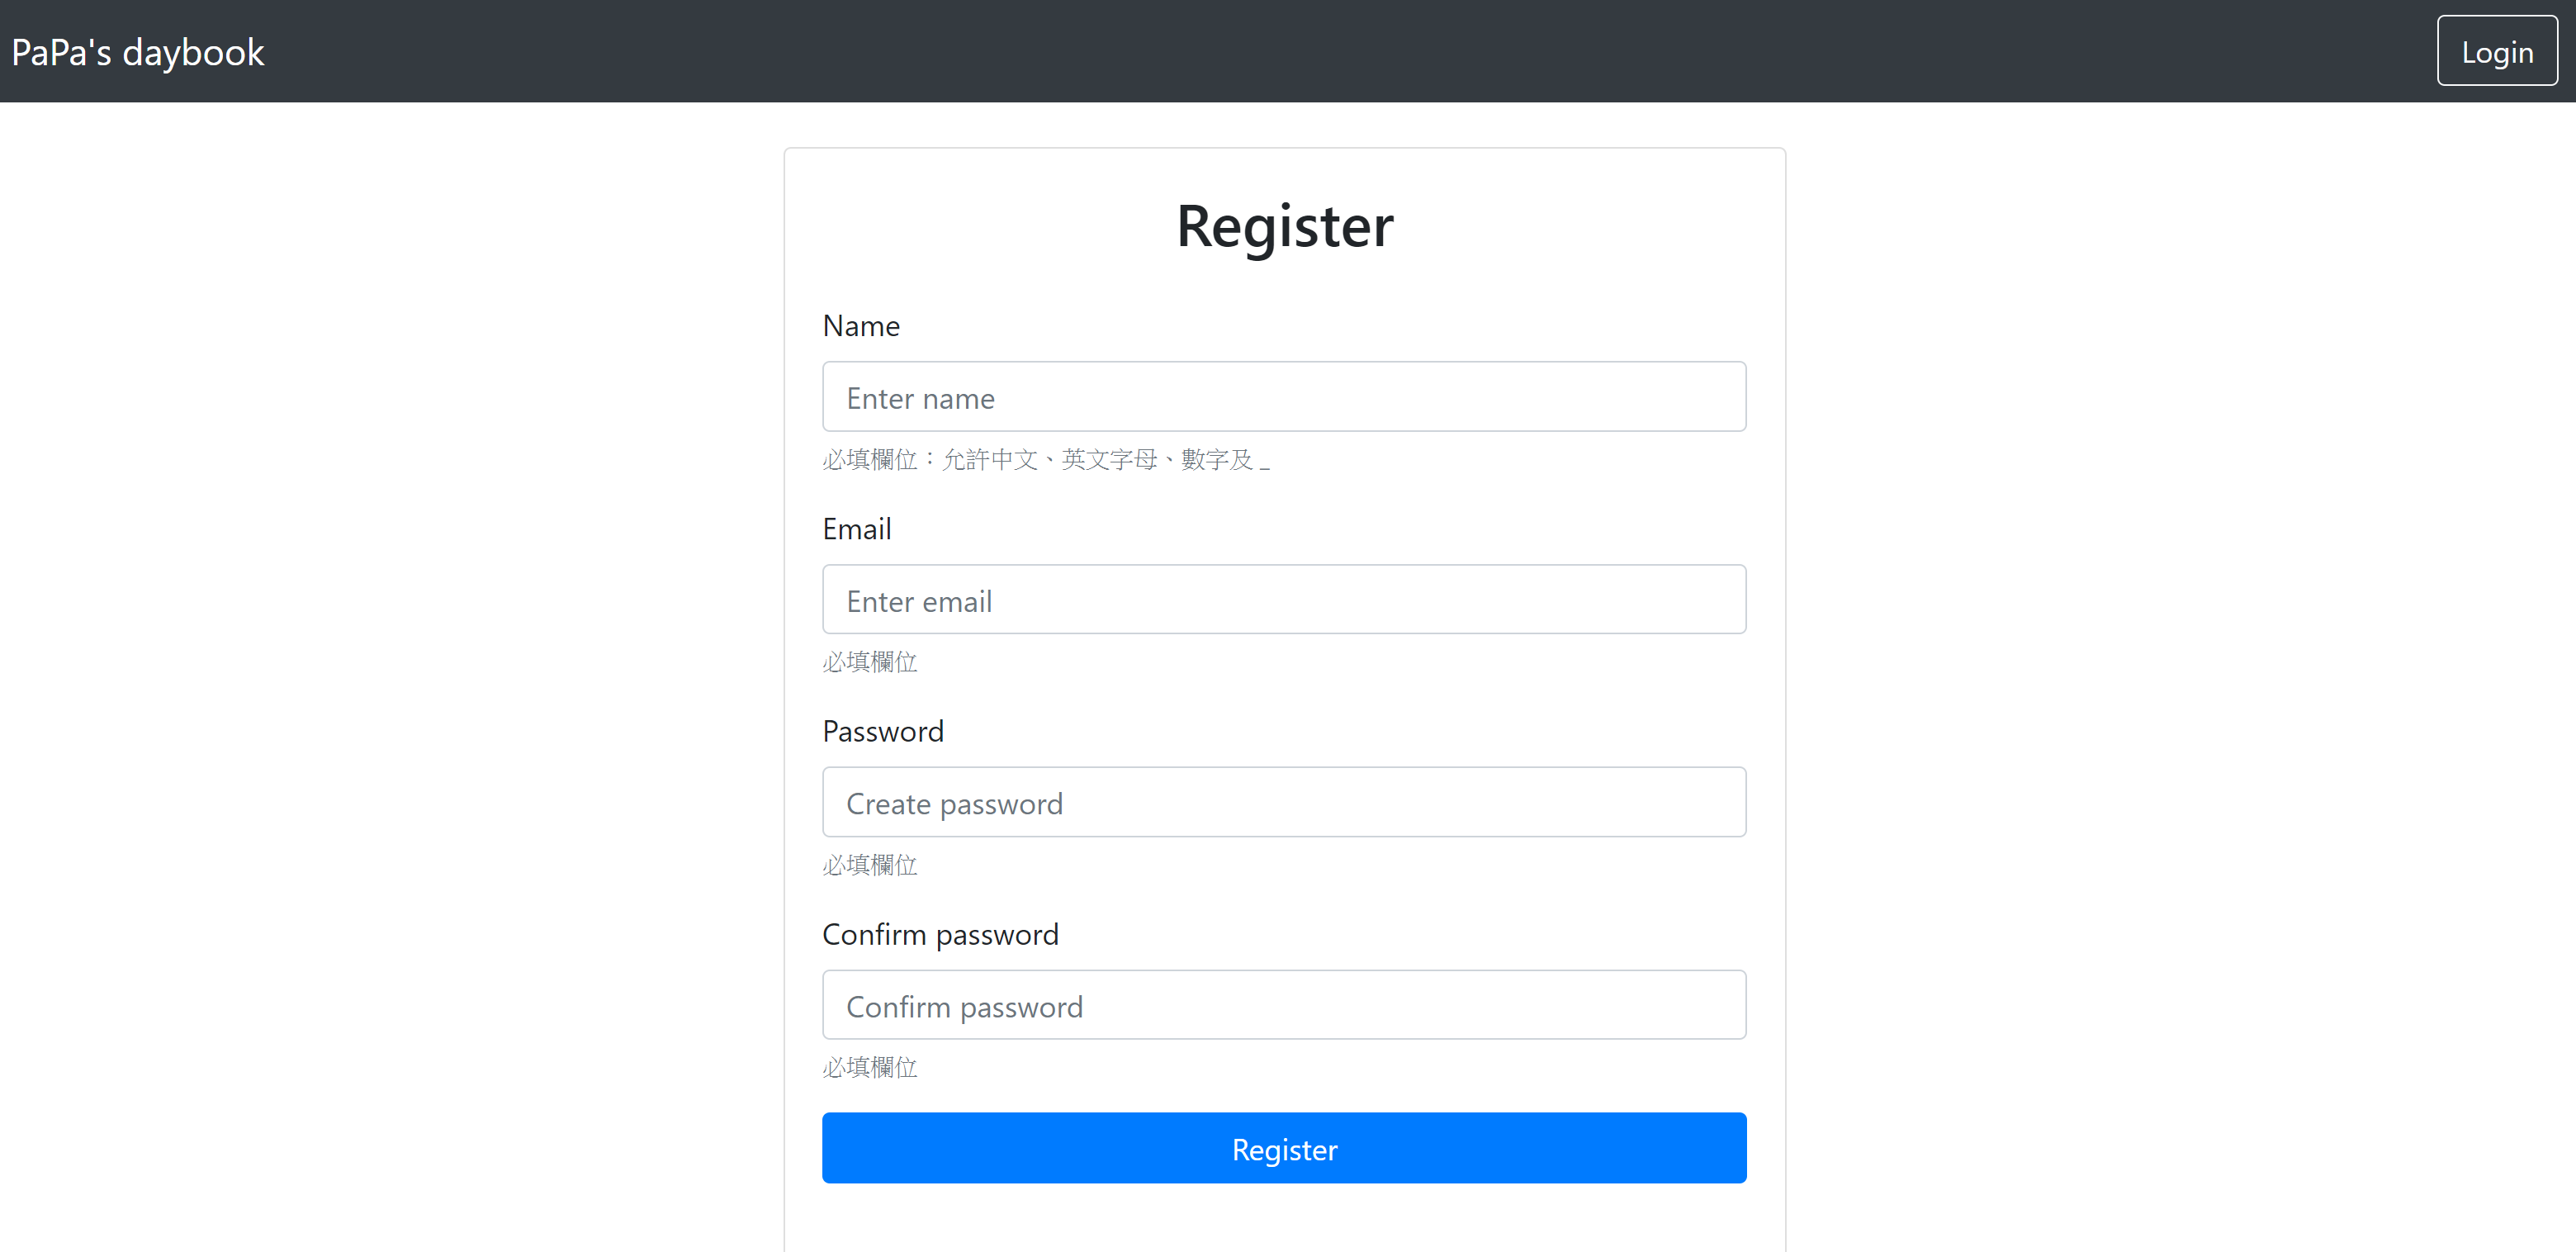 PaPa's daybook
Login
Register
Name
Enter name
必填欄位：允許中文、英文字母、數字及 _
Email
Enter email
必填欄位
Password
Create password
必填欄位
Confirm password
Confirm password
必填欄位
Register